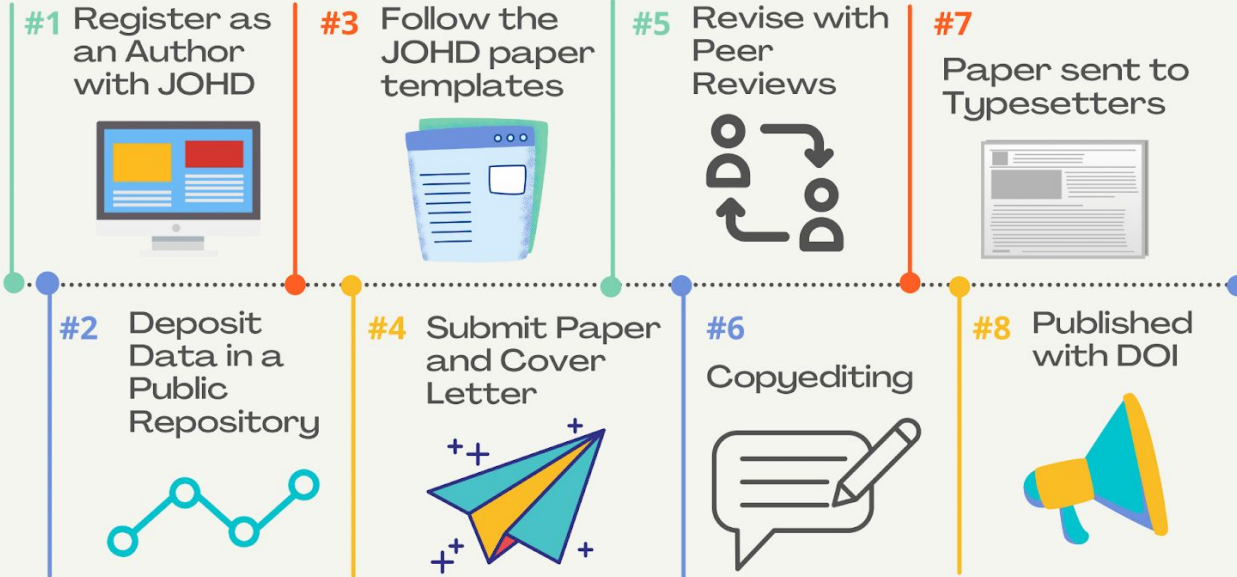 #1 Register as
an Author
with JOHD
#2 Deposit
Data in a
Public
Repository
#3 Follow the
JOHD paper
templates
#4 Submit Paper
and Cover
Letter
#5 Revise with
Peer
Reviews
#6
Copyediting
#7
Paper sent to
Typesetters
#8 Published
with DOI